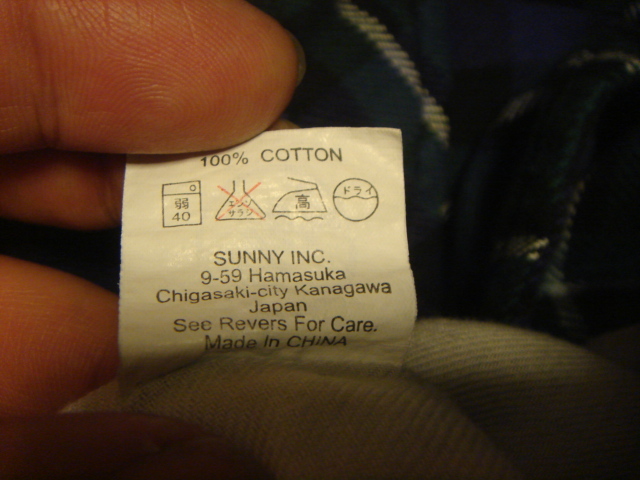 100% COTTON
弱 40 エンソ サラシ 高 ドライ
SUNNY INC.
9-59 Hamasuka
Chigasaki-city Kanagawa
Japan
See Revers For Care.
Made In CHINA